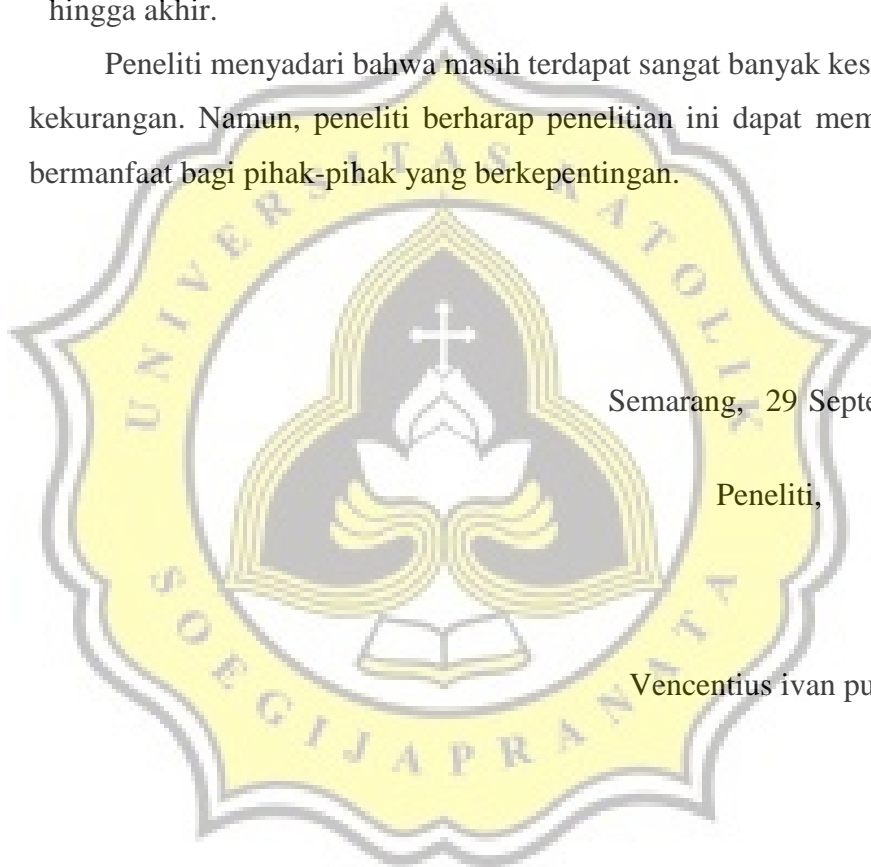 hingga akhir.
Peneliti menyadari bahwa masih terdapat sangat banyak kes
kekurangan. Namun, peneliti berharap penelitian ini dapat mem
bermanfaat bagi pihak-pihak yang berkepentingan.
UNIVERSITAS KATOLIK
Semarang, 29 Septe
Peneliti,
Vencentius ivan pu
SOEGIJAPRANATA